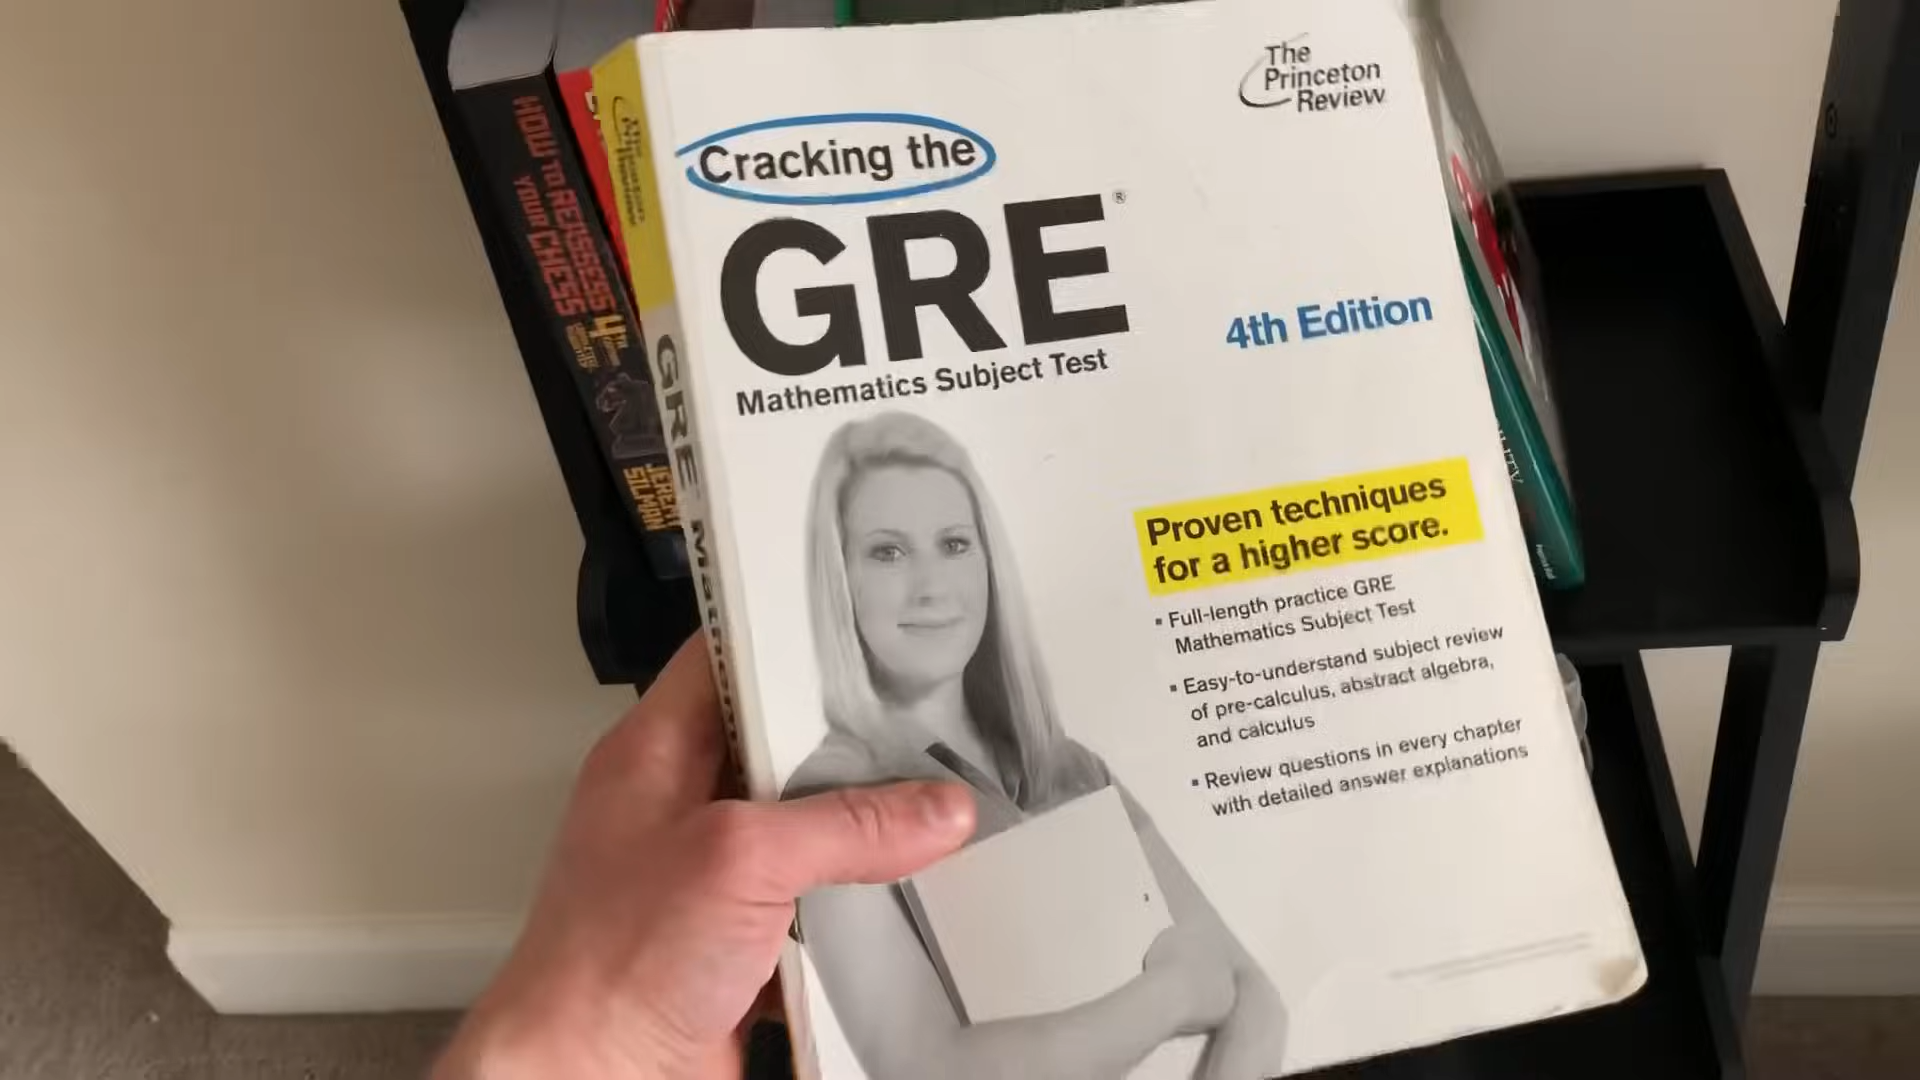 The
Princeton
Review
Cracking the
GRE®
Mathematics Subject Test
4th Edition
Proven techniques
for a higher score.
▪ Full-length practice GRE
Mathematics Subject Test
▪ Easy-to-understand subject review
of pre-calculus, abstract algebra,
and calculus
▪ Review questions in every chapter
with detailed answer explanations
HOW TO REASSESS
YOUR CHESS
4TH
JEREMY
SILMAN
GRE